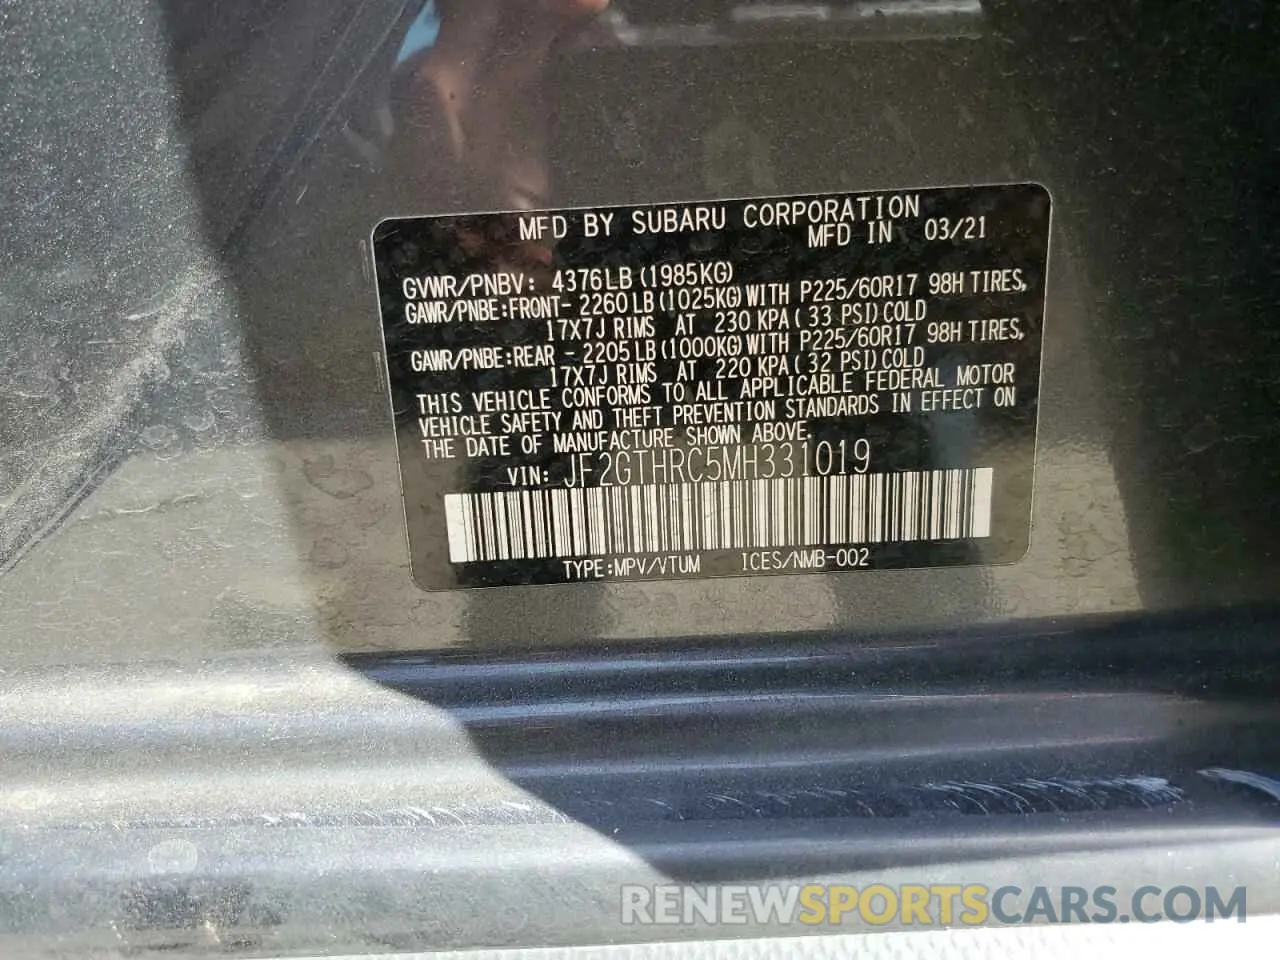 MFD BY SUBARU CORPORATION
MFD IN 03/21
GVWR/PNBV: 4376LB (1985KG)
GAWR/PNBE:FRONT- 2260LB (1025KG) WITH P225/60R17 98H TIRES,
17X7J RIMS AT 230 KPA ( 33 PSI) COLD
GAWR/PNBE:REAR - 2205LB (1000KG) WITH P225/60R17 98H TIRES,
17X7J RIMS AT 220 KPA ( 32 PSI) COLD
THIS VEHICLE CONFORMS TO ALL APPLICABLE FEDERAL MOTOR
VEHICLE SAFETY AND THEFT PREVENTION STANDARDS IN EFFECT ON
THE DATE OF MANUFACTURE SHOWN ABOVE.
VIN: JF2GTHRC5MH331019
TYPE:MPV/VTUM ICES/NMB-002
RENEWSPORTSCARS.COM